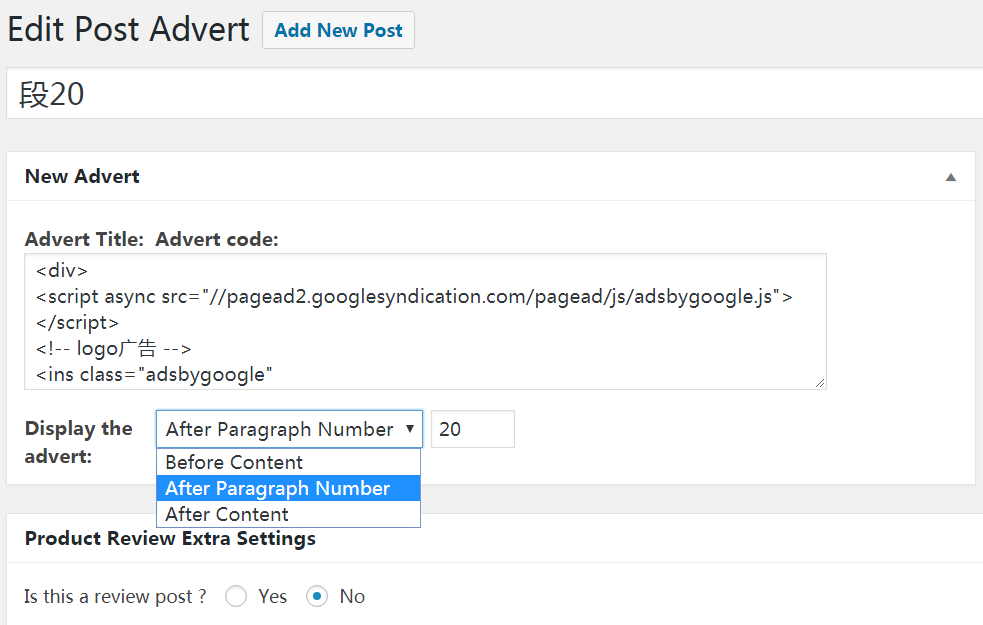 Edit Post Advert Add New Post
段20
New Advert
Advert Title: Advert code:
<div>
<script async src="//pagead2.googlesyndication.com/pagead/js/adsbygoogle.js">
</script>
<!-- logo广告 -->
<ins class="adsbygoogle"
Display the advert: After Paragraph Number 20
Before Content
After Paragraph Number
After Content
Product Review Extra Settings
Is this a review post ? Yes No